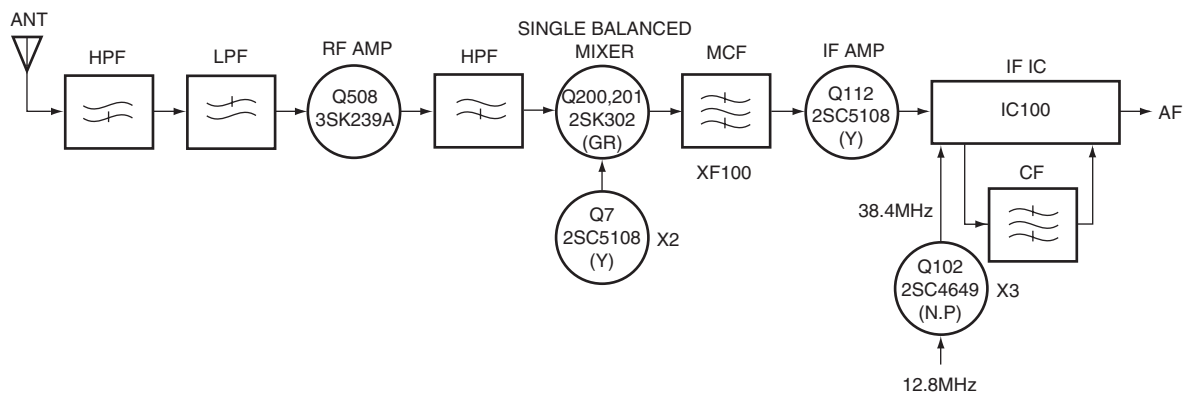 ANT
HPF
LPF
RF AMP
Q508
3SK239A
HPF
SINGLE BALANCED
MIXER
Q200,201
2SK302
(GR)
Q7
2SC5108
(Y)
X2
MCF
XF100
IF AMP
Q112
2SC5108
(Y)
IF IC
IC100
AF
CF
38.4MHz
Q102
2SC4649
(N.P)
X3
12.8MHz